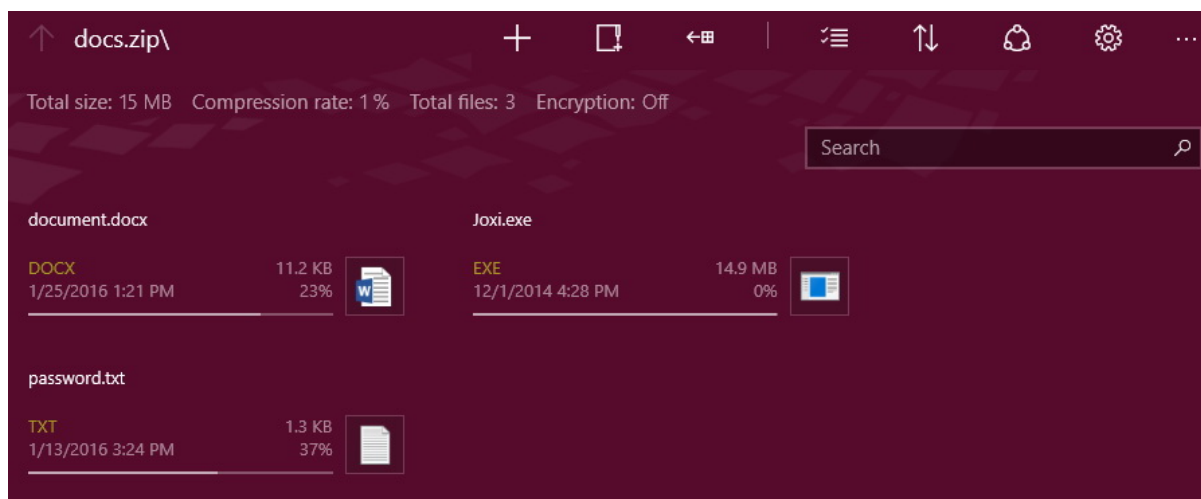 docs.zip\
Total size: 15 MB Compression rate: 1 % Total files: 3 Encryption: Off
Search
document.docx
DOCX 11.2 KB
1/25/2016 1:21 PM 23%
Joxi.exe
EXE 14.9 MB
12/1/2014 4:28 PM 0%
password.txt
TXT 1.3 KB
1/13/2016 3:24 PM 37%